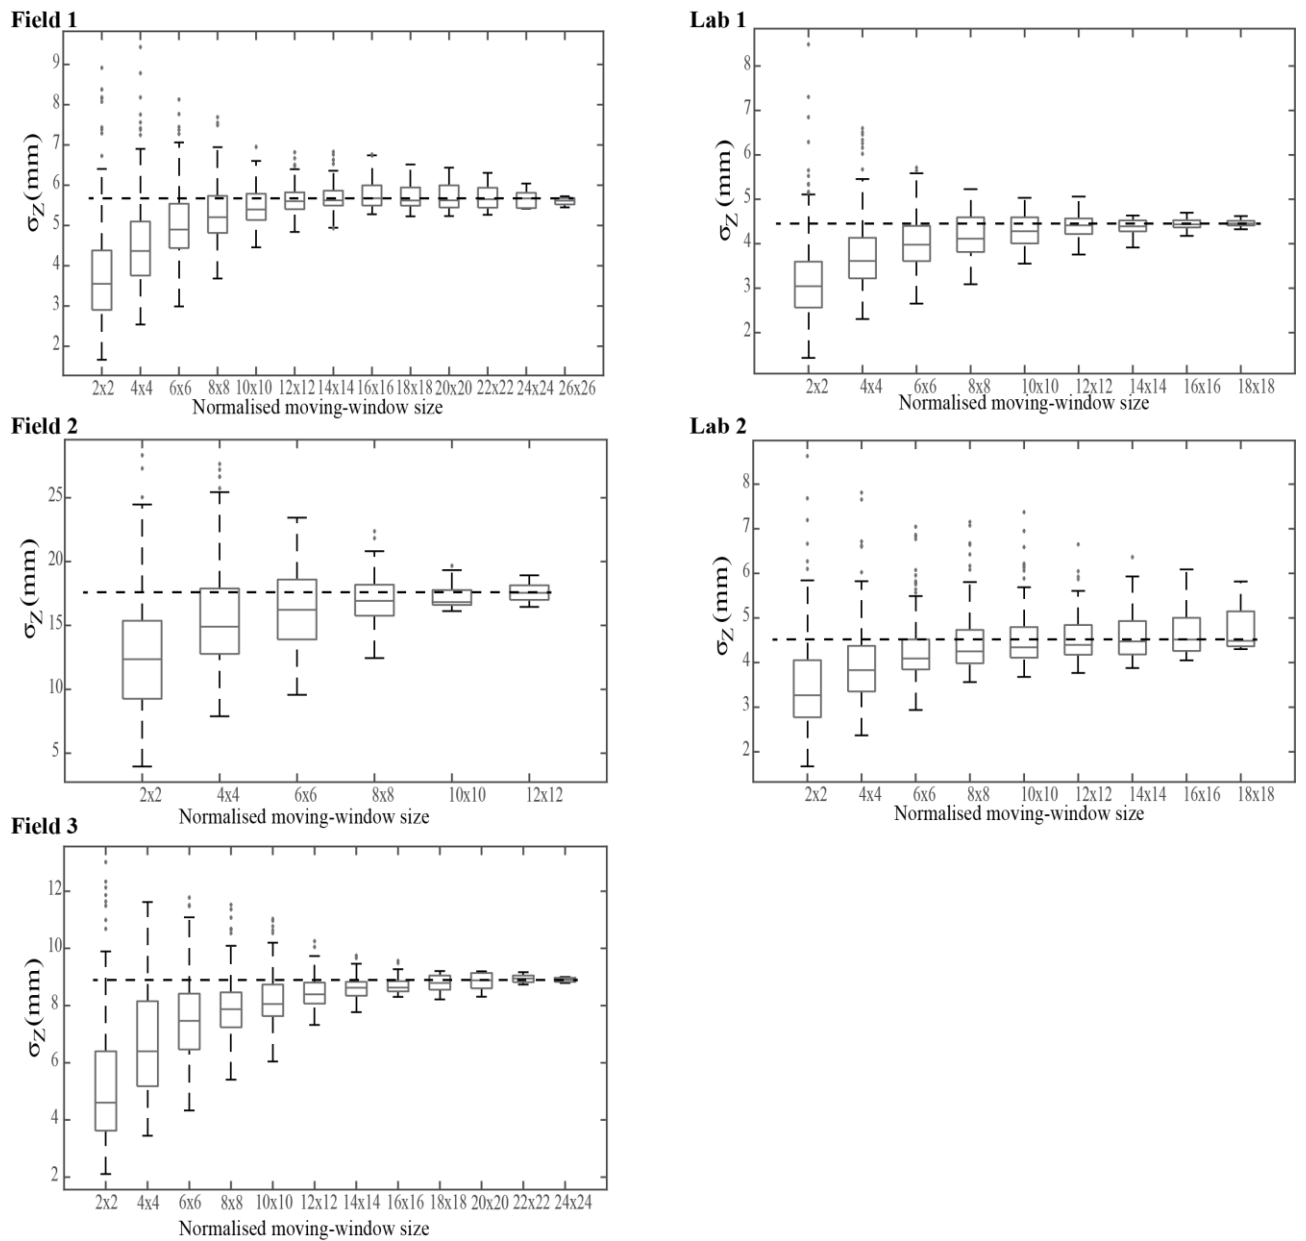 Field 1
9
8
7
6
5
4
3
2
σZ (mm)
2x2 4x4 6x6 8x8 10x10 12x12 14x14 16x16 18x18 20x20 22x22 24x24 26x26
Normalised moving-window size
Lab 1
8
7
6
5
4
3
2
σZ (mm)
2x2 4x4 6x6 8x8 10x10 12x12 14x14 16x16 18x18
Normalised moving-window size
Field 2
25
20
15
10
5
σZ (mm)
2x2 4x4 6x6 8x8 10x10 12x12
Normalised moving-window size
Lab 2
8
7
6
5
4
3
2
σZ (mm)
2x2 4x4 6x6 8x8 10x10 12x12 14x14 16x16 18x18
Normalised moving-window size
Field 3
12
10
8
6
4
2
σZ (mm)
2x2 4x4 6x6 8x8 10x10 12x12 14x14 16x16 18x18 20x20 22x22 24x24
Normalised moving-window size